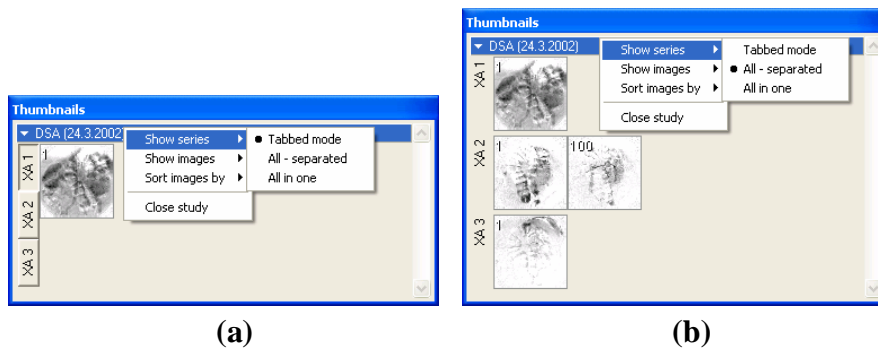 Thumbnails
DSA (24.3.2002)
Show series
Tabbed mode
Show images
All - separated
Sort images by
All in one
Close study
XA 1
1
XA 2
XA 3
(a)
Thumbnails
DSA (24.3.2002)
Show series
Tabbed mode
Show images
All - separated
Sort images by
All in one
Close study
XA 1
1
XA 2
1
100
XA 3
1
(b)